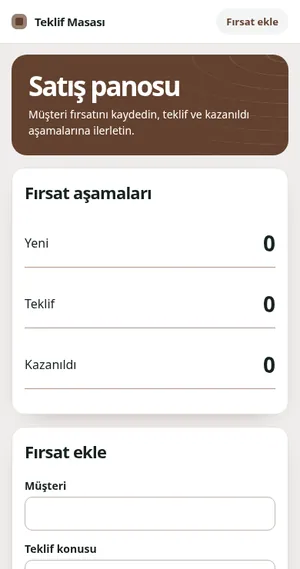 Teklif Masası
Fırsat ekle
Satış panosu
Müşteri fırsatını kaydedin, teklif ve kazanıldı
aşamalarına ilerletin.
Fırsat aşamaları
Yeni 0
Teklif 0
Kazanıldı 0
Fırsat ekle
Müşteri
Teklif konusu